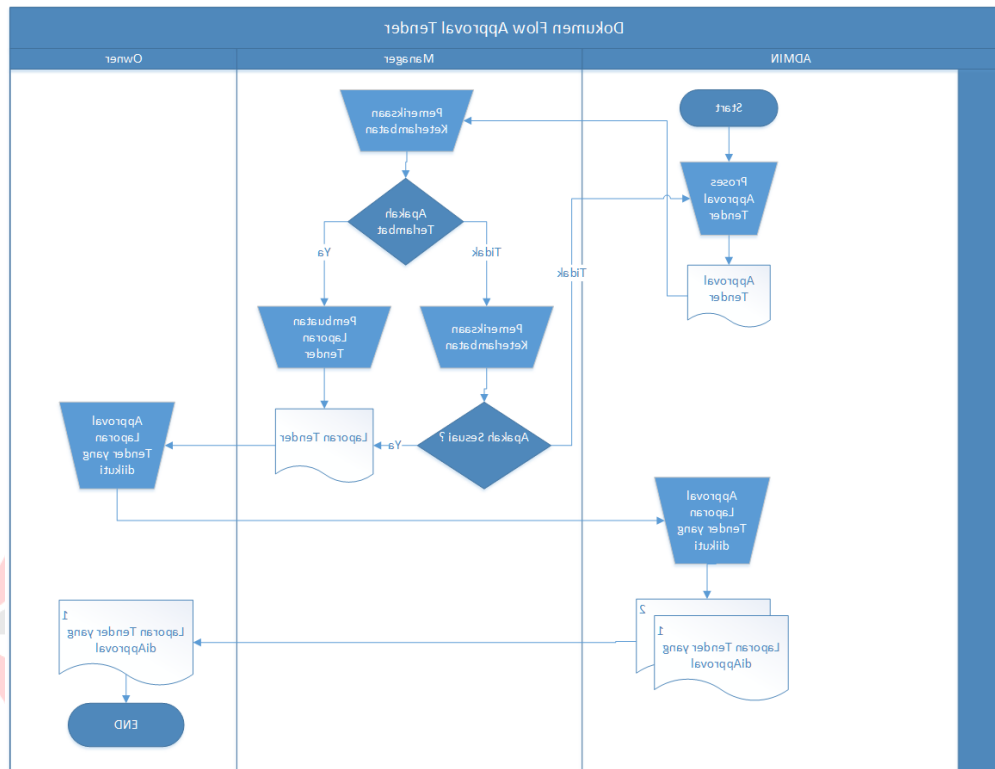 Dokumen Flow Approval Tender
ADMIN
Manager
Owner
Start
Proses
Approval
Tender
Approval
Tender
Tidak
Approval
Laporan
Tender yang
diikuti
2
1
Laporan Tender yang
diApproval
Pemeriksaan
Keterlambatan
Apakah
Terlambat
Tidak
Ya
Pemeriksaan
Keterlambatan
Pembuatan
Laporan
Tender
Apakah Sesuai ?
Ya
Laporan Tender
Approval
Laporan
Tender yang
diikuti
1
Laporan Tender yang
diApproval
END